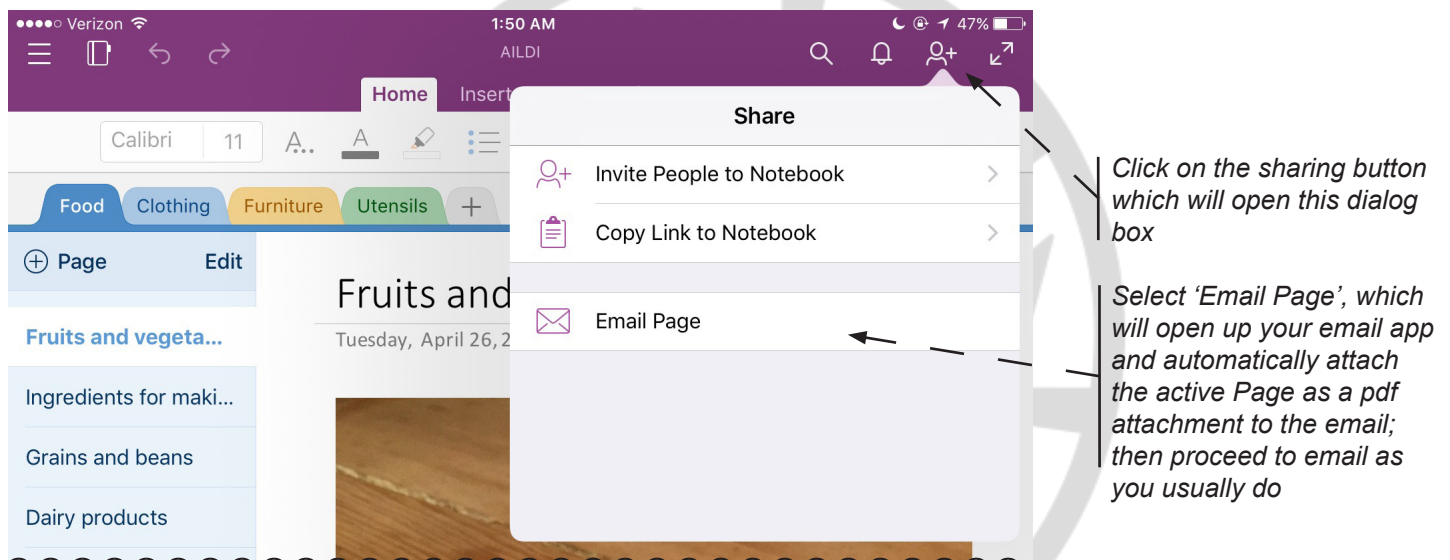 Verizon 1:50 AM 47%
AILDI
Home Insert
Calibri 11 A.. A
Food Clothing Furniture Utensils +
Page Edit
Fruits and vegeta...
Ingredients for maki...
Grains and beans
Dairy products
Fruits and
Tuesday, April 26, 2
Share
Invite People to Notebook
Copy Link to Notebook
Email Page
Click on the sharing button
which will open this dialog
box
Select ‘Email Page’, which
will open up your email app
and automatically attach
the active Page as a pdf
attachment to the email;
then proceed to email as
you usually do